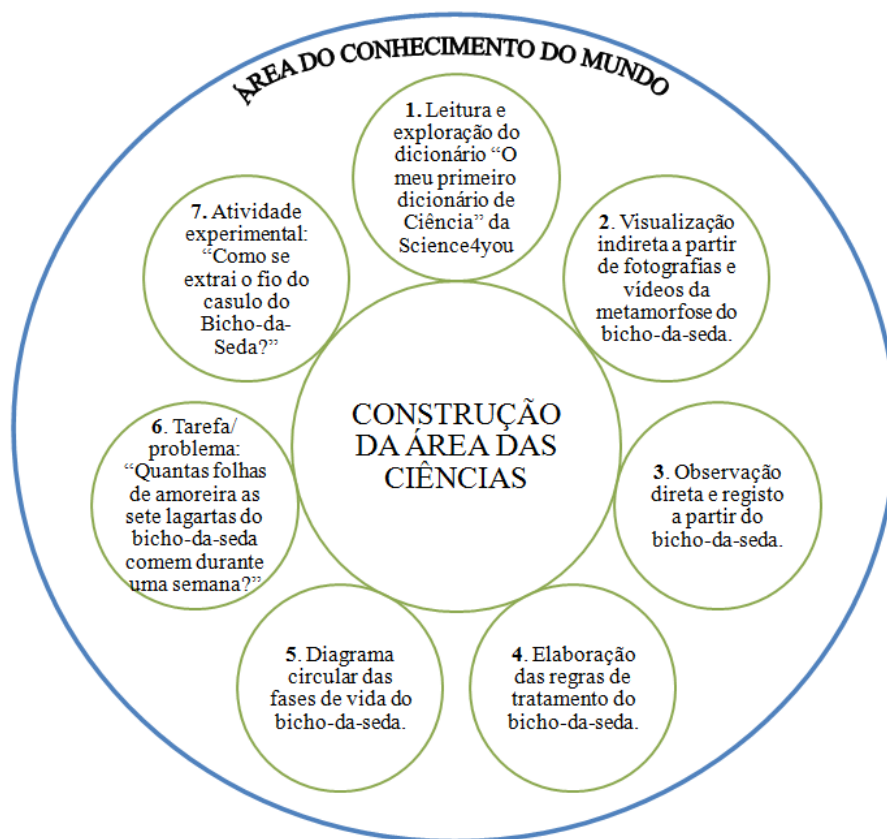 ÁREA DO CONHECIMENTO DO MUNDO
1. Leitura e
exploração do
dicionário “O
meu primeiro
dicionário de
Ciência” da
Science4you
2. Visualização
indireta a partir
de fotografias e
vídeos da
metamorfose do
bicho-da-seda.
3. Observação
direta e registo
a partir do
bicho-da-seda.
4. Elaboração
das regras de
tratamento do
bicho-da-seda.
5. Diagrama
circular das
fases de vida do
bicho-da-seda.
6. Tarefa/
problema:
“Quantas folhas
de amoreira as
sete lagartas do
bicho-da-seda
comem durante
uma semana?”
7. Atividade
experimental:
“Como se
extrai o fio do
casulo do
Bicho-da-
Seda?”
CONSTRUÇÃO
DA ÁREA DAS
CIÊNCIAS